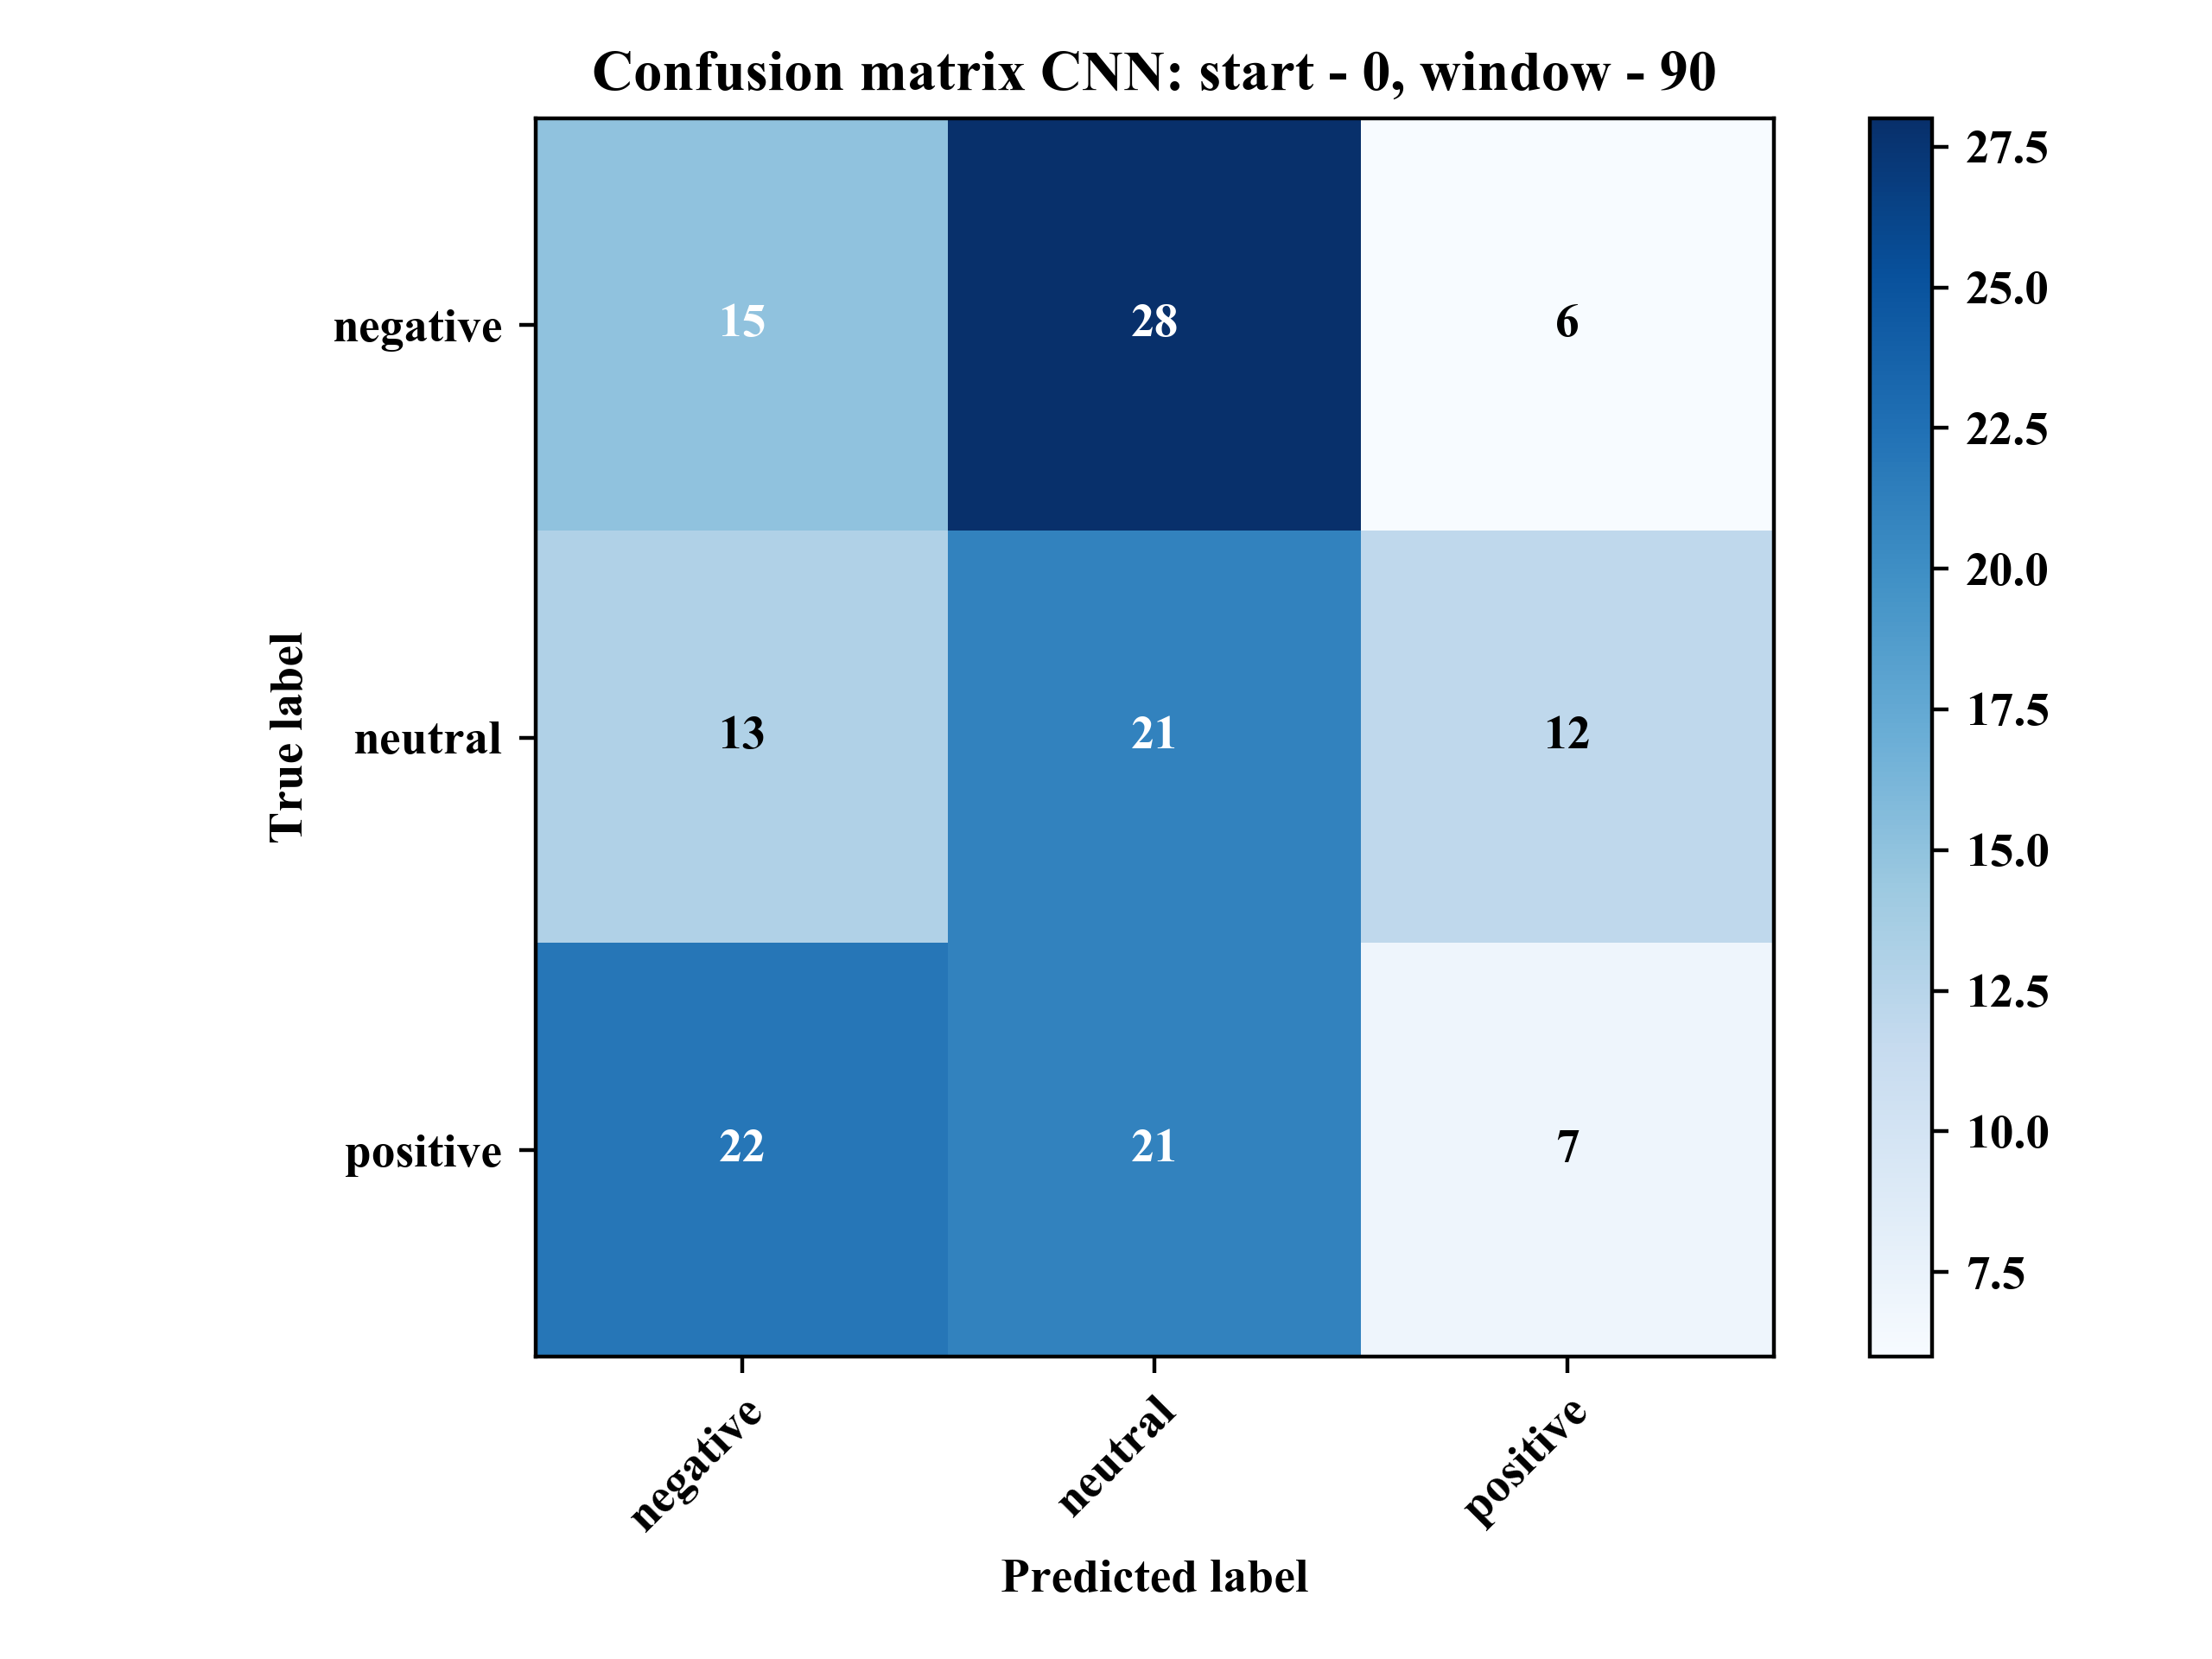 Confusion matrix CNN: start - 0, window - 90
True label
negative
neutral
positive
15 28 6
13 21 12
22 21 7
negative
neutral
positive
Predicted label
27.5
25.0
22.5
20.0
17.5
15.0
12.5
10.0
7.5